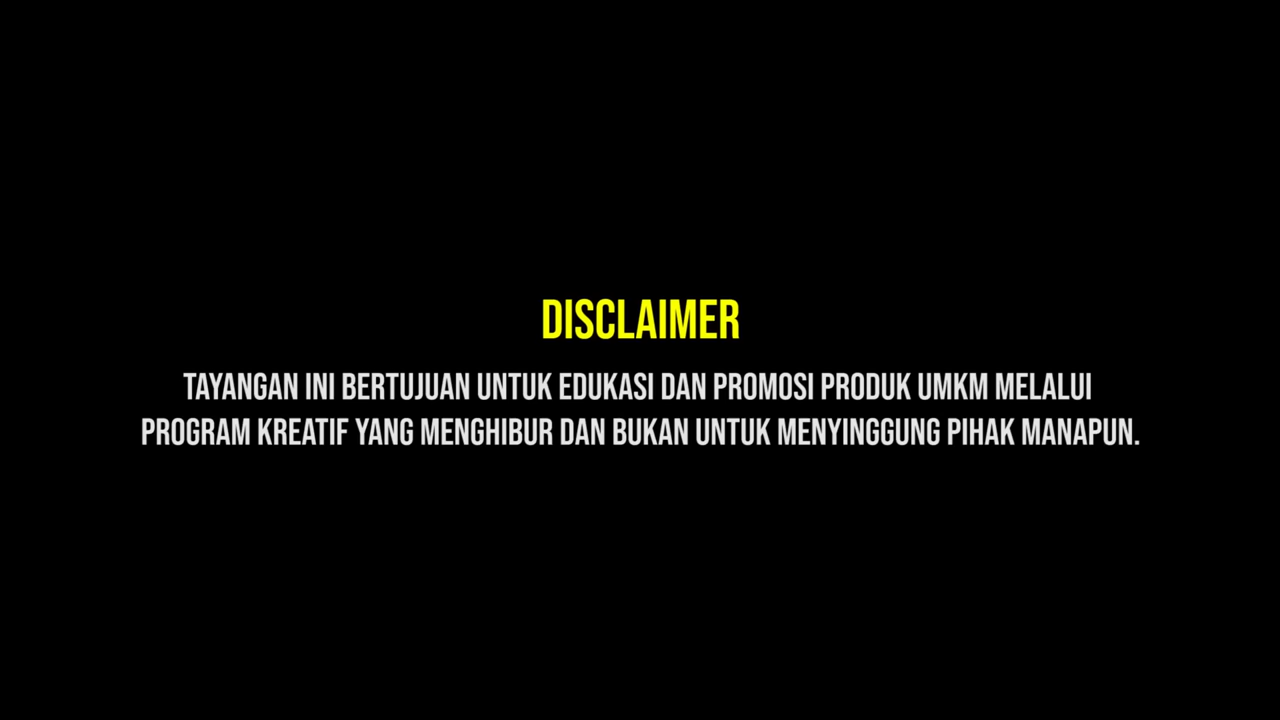 DISCLAIMER
TAYANGAN INI BERTUJUAN UNTUK EDUKASI DAN PROMOSI PRODUK UMKM MELALUI
PROGRAM KREATIF YANG MENGHIBUR DAN BUKAN UNTUK MENYINGGUNG PIHAK MANAPUN.